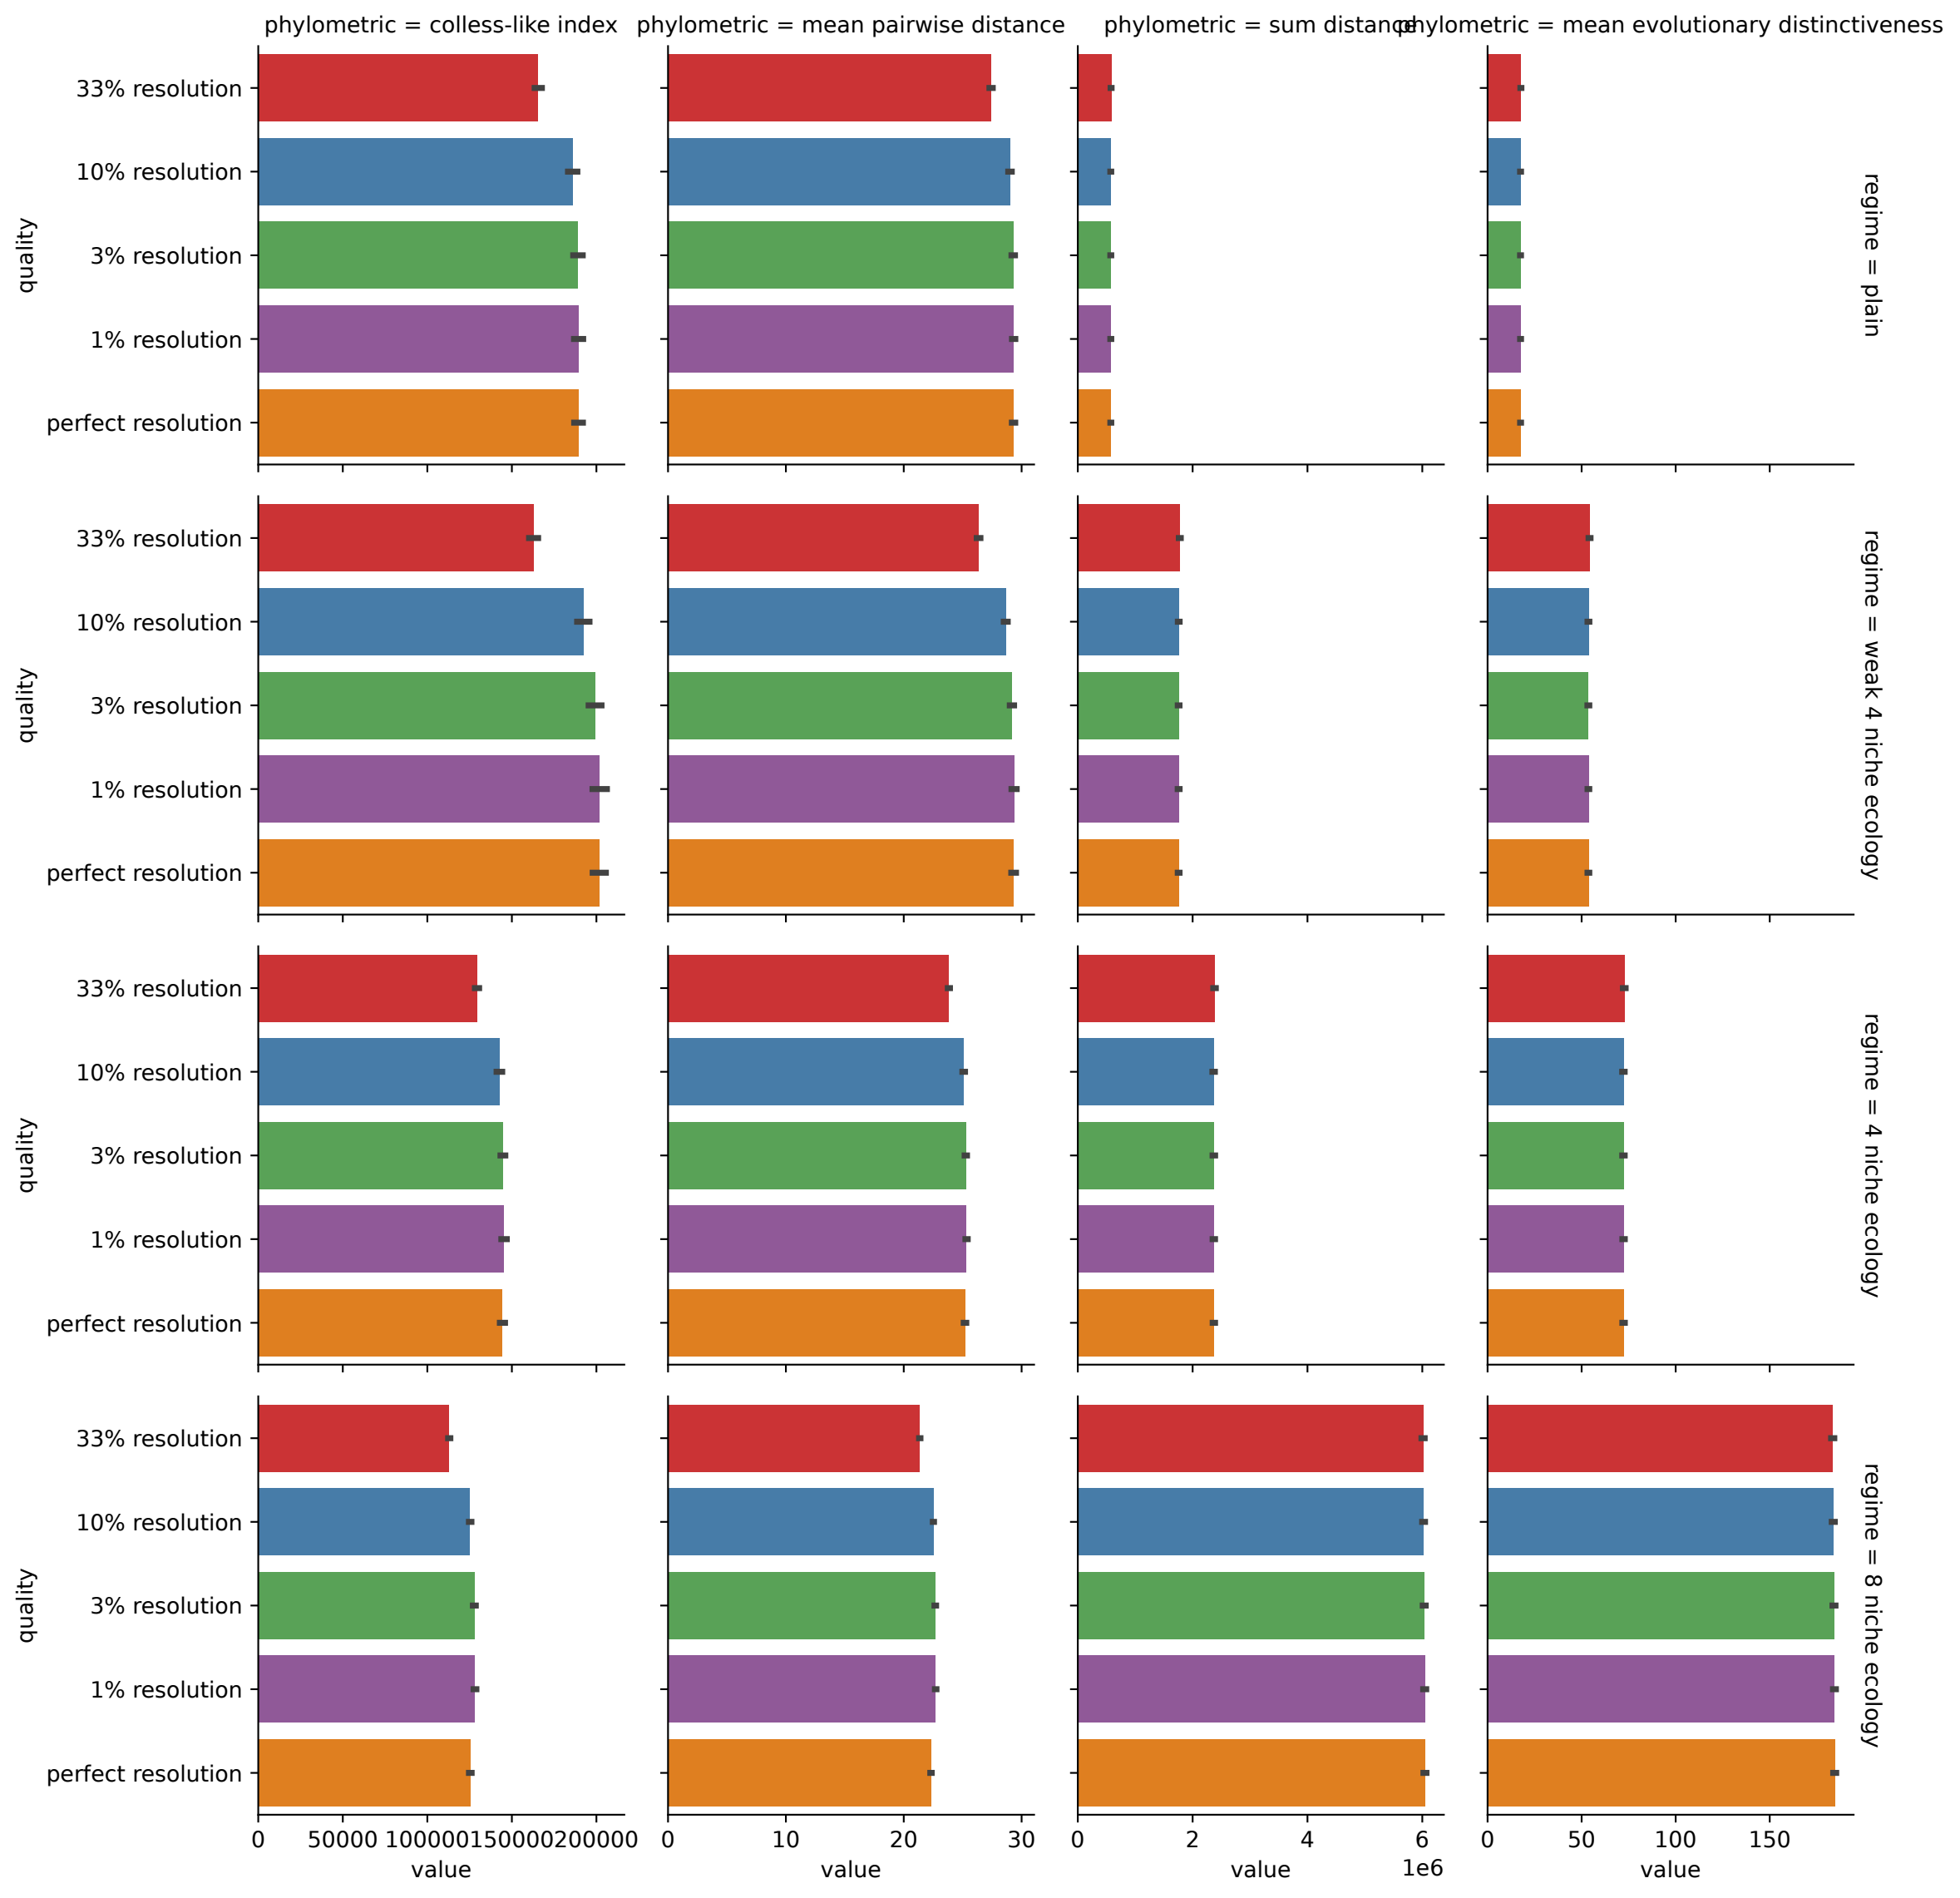 phylometric = colless-like index
phylometric = mean pairwise distance
phylometric = sum distance
phylometric = mean evolutionary distinctiveness
quality
33% resolution
10% resolution
3% resolution
1% resolution
perfect resolution
regime = plain
quality
33% resolution
10% resolution
3% resolution
1% resolution
perfect resolution
regime = weak 4 niche ecology
quality
33% resolution
10% resolution
3% resolution
1% resolution
perfect resolution
regime = 4 niche ecology
quality
33% resolution
10% resolution
3% resolution
1% resolution
perfect resolution
regime = 8 niche ecology
0 50000 100000 150000 200000
value
0 10 20 30
value
0 2 4 6
1e6
value
0 50 100 150
value